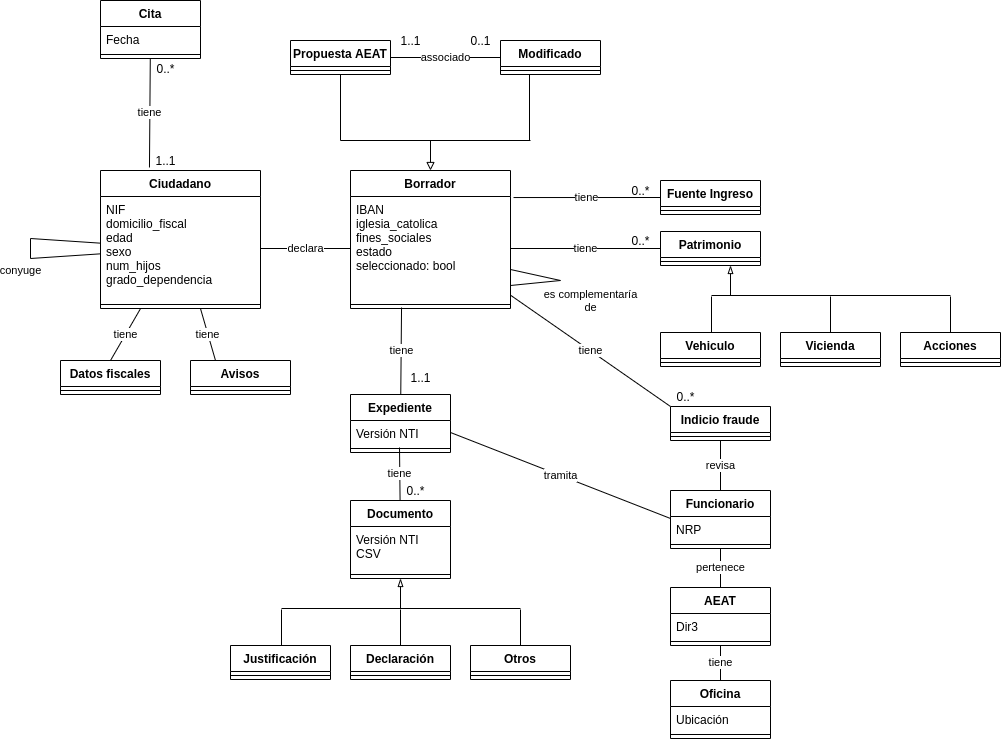 Cita
Fecha
0..*
tiene
1..1
Propuesta AEAT
1..1
associado
0..1
Modificado
Ciudadano
NIF
domicilio_fiscal
edad
sexo
num_hijos
grado_dependencia
conyuge
declara
Borrador
IBAN
iglesia_catolica
fines_sociales
estado
seleccionado: bool
tiene
0..*
Fuente Ingreso
tiene
0..*
Patrimonio
es complementaría
de
Vehiculo
Vicienda
Acciones
tiene
tiene
Datos fiscales
Avisos
tiene
1..1
tiene
0..*
Indicio fraude
Expediente
Versión NTI
tramita
revisa
tiene
0..*
Funcionario
NRP
Documento
Versión NTI
CSV
pertenece
AEAT
Dir3
Justificación
Declaración
Otros
tiene
Oficina
Ubicación